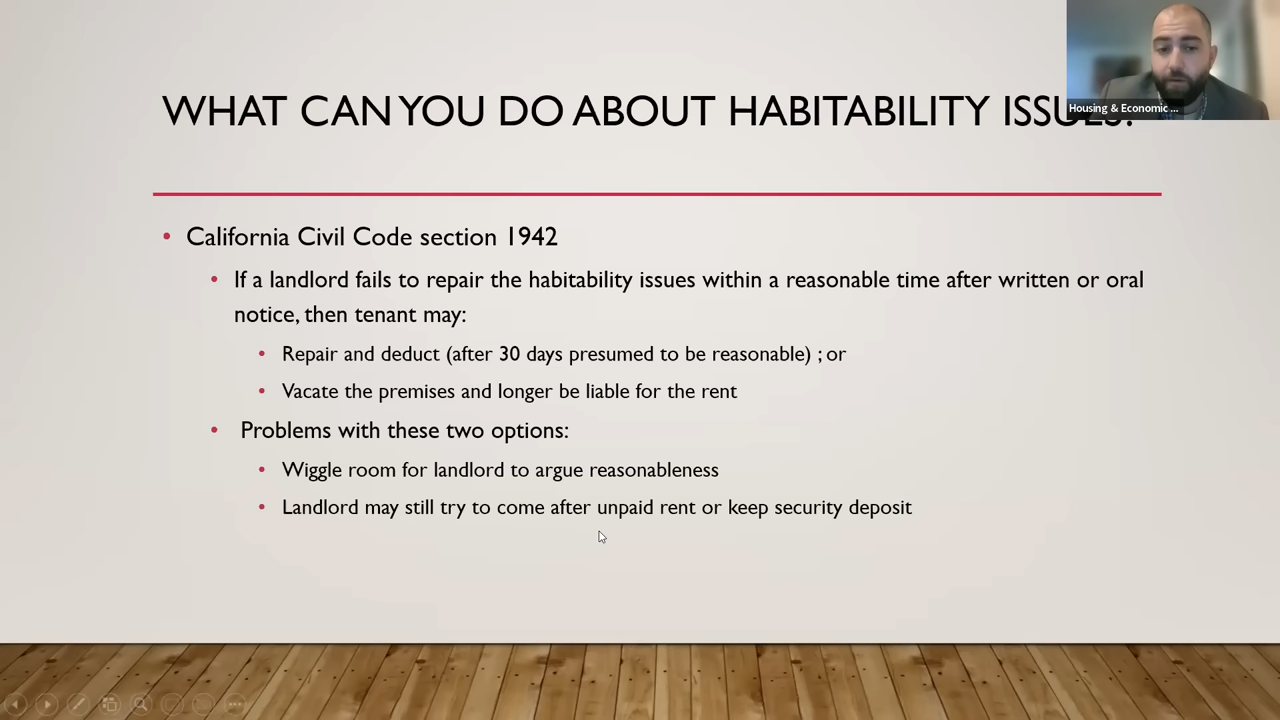 WHAT CAN YOU DO ABOUT HABITABILITY ISSUES?
Housing & Economic ...
• California Civil Code section 1942
• If a landlord fails to repair the habitability issues within a reasonable time after written or oral
notice, then tenant may:
• Repair and deduct (after 30 days presumed to be reasonable) ; or
• Vacate the premises and longer be liable for the rent
• Problems with these two options:
• Wiggle room for landlord to argue reasonableness
• Landlord may still try to come after unpaid rent or keep security deposit